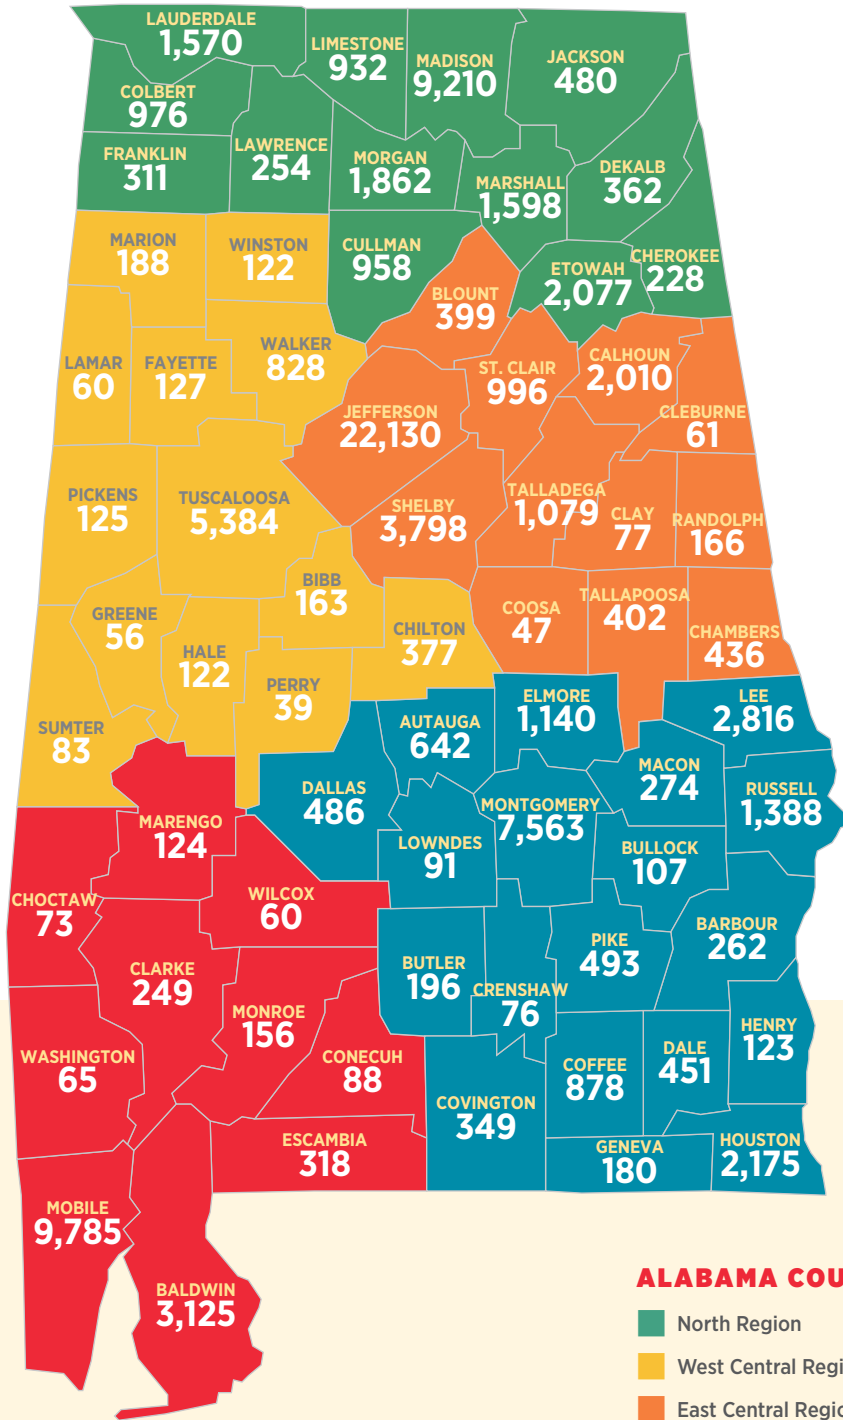 LAUDERDALE
1,570
LIMESTONE
932
MADISON
9,210
JACKSON
480
COLBERT
976
FRANKLIN
311
LAWRENCE
254
MORGAN
1,862
MARSHALL
1,598
DEKALB
362
MARION
188
WINSTON
122
CULLMAN
958
BLOUNT
399
ETOWAH
2,077
CHEROKEE
228
LAMAR
60
FAYETTE
127
WALKER
828
JEFFERSON
22,130
ST. CLAIR
996
CALHOUN
2,010
CLEBURNE
61
PICKENS
125
TUSCALOOSA
5,384
SHELBY
3,798
TALLADEGA
1,079
CLAY
77
RANDOLPH
166
GREENE
56
HALE
122
BIBB
163
CHILTON
377
COOSA
47
TALLAPOOSA
402
CHAMBERS
436
SUMTER
83
PERRY
39
DALLAS
486
AUTAUGA
642
ELMORE
1,140
LEE
2,816
MACON
274
RUSSELL
1,388
MARENGO
124
LOWNDES
91
MONTGOMERY
7,563
BULLOCK
107
CHOCTAW
73
WILCOX
60
CLARKE
249
BUTLER
196
CRENSHAW
76
PIKE
493
BARBOUR
262
WASHINGTON
65
MONROE
156
CONECUH
88
COVINGTON
349
COFFEE
878
DALE
451
HENRY
123
ESCAMBIA
318
GENEVA
180
HOUSTON
2,175
MOBILE
9,785
BALDWIN
3,125
ALABAMA COU
North Region
West Central Regi
East Central Regio